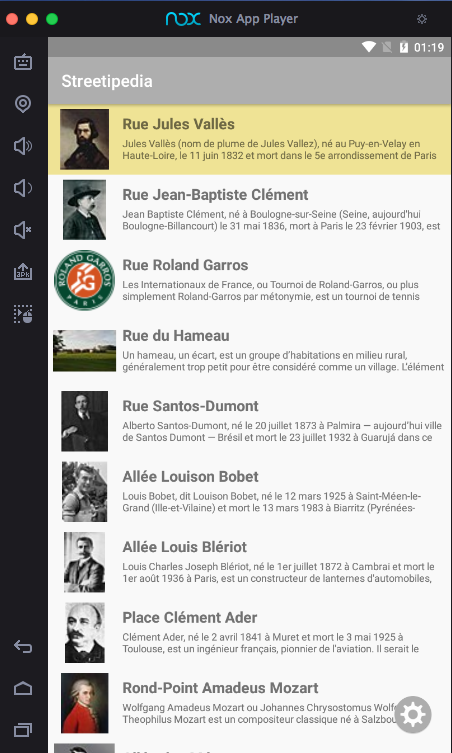 nox Nox App Player
01:19
Streetipedia
Rue Jules Vallès
Jules Vallès (nom de plume de Jules Vallez), né au Puy-en-Velay en
Haute-Loire, le 11 juin 1832 et mort dans le 5e arrondissement de Paris
Rue Jean-Baptiste Clément
Jean Baptiste Clément, né à Boulogne-sur-Seine (Seine, aujourd'hui
Boulogne-Billancourt) le 31 mai 1836, mort à Paris le 23 février 1903, est
ROLAND GARROS
PARIS
Rue Roland Garros
Les Internationaux de France, ou Tournoi de Roland-Garros, ou plus
simplement Roland-Garros par métonymie, est un tournoi de tennis
Rue du Hameau
Un hameau, un écart, est un groupe d'habitations en milieu rural,
généralement trop petit pour être considéré comme un village. L'élément
Rue Santos-Dumont
Alberto Santos-Dumont, né le 20 juillet 1873 à Palmira — aujourd'hui ville
de Santos Dumont — Brésil et mort le 23 juillet 1932 à Guarujá dans ce
Allée Louison Bobet
Louis Bobet, dit Louison Bobet, né le 12 mars 1925 à Saint-Méen-le-
Grand (Ille-et-Vilaine) et mort le 13 mars 1983 à Biarritz (Pyrénées-
Allée Louis Blériot
Louis Charles Joseph Blériot, né le 1er juillet 1872 à Cambrai et mort le
1er août 1936 à Paris, est un constructeur de lanternes d'automobiles,
Place Clément Ader
Clément Ader, né le 2 avril 1841 à Muret et mort le 3 mai 1925 à
Toulouse, est un ingénieur français, pionnier de l'aviation. Il serait le
Rond-Point Amadeus Mozart
Wolfgang Amadeus Mozart ou Johannes Chrysostomus Wolfg
Theophilus Mozart est un compositeur classique né à Salzbou